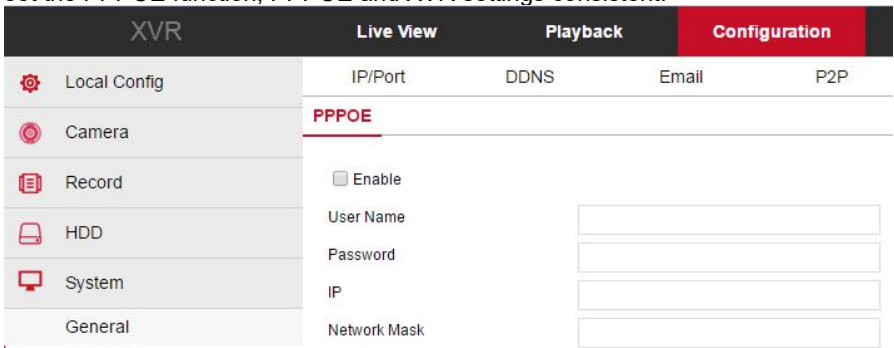 XVR Live View Playback Configuration
Local Config IP/Port DDNS Email P2P
PPPOE
Camera
Record Enable
User Name
HDD
Password
System
IP
General Network Mask